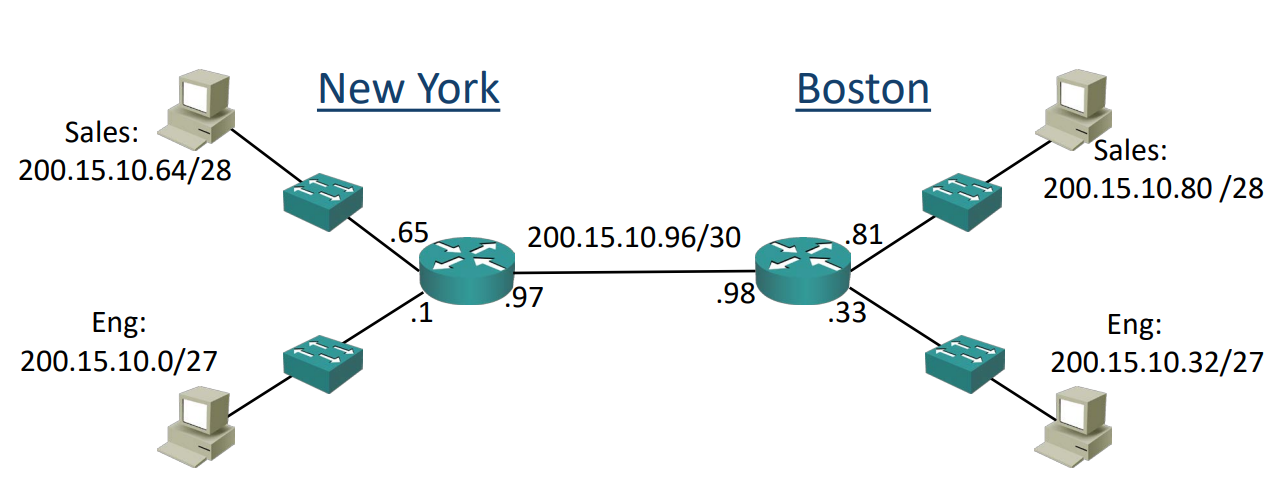 New York
Boston
Sales:
200.15.10.64/28
Sales:
200.15.10.80 /28
.65
200.15.10.96/30
.81
.1
.97
.98
.33
Eng:
200.15.10.0/27
Eng:
200.15.10.32/27